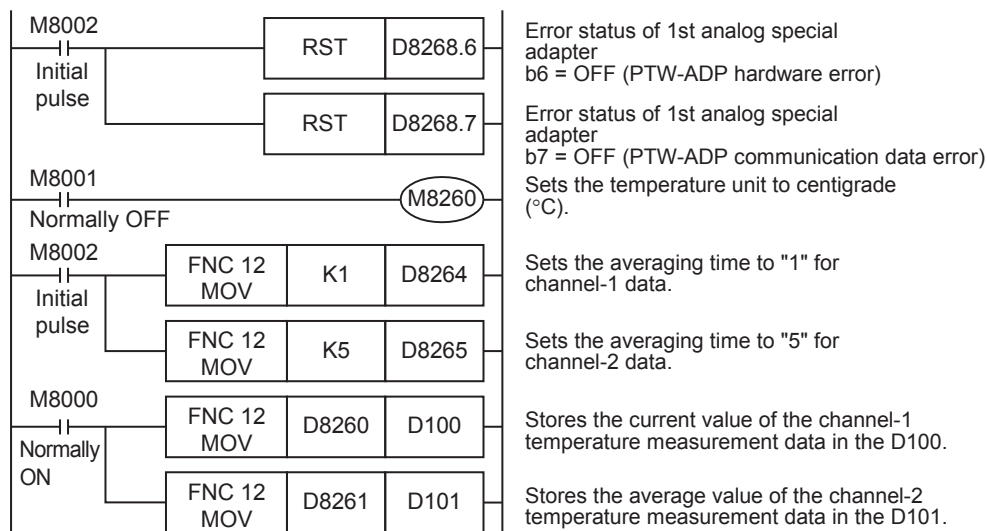 M8002
Initial
pulse
RST D8268.6
Error status of 1st analog special
adapter
b6 = OFF (PTW-ADP hardware error)
RST D8268.7
Error status of 1st analog special
adapter
b7 = OFF (PTW-ADP communication data error)
M8001
Normally OFF
M8260
Sets the temperature unit to centigrade
(°C).
M8002
Initial
pulse
FNC 12
MOV
K1 D8264
Sets the averaging time to "1" for
channel-1 data.
FNC 12
MOV
K5 D8265
Sets the averaging time to "5" for
channel-2 data.
M8000
Normally
ON
FNC 12
MOV
D8260 D100
Stores the current value of the channel-1
temperature measurement data in the D100.
FNC 12
MOV
D8261 D101
Stores the average value of the channel-2
temperature measurement data in the D101.